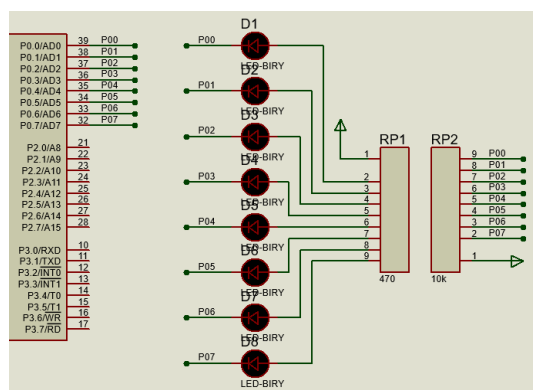 P0.0/AD0 39 P00
P0.1/AD1 38 P01
P0.2/AD2 37 P02
P0.3/AD3 36 P03
P0.4/AD4 35 P04
P0.5/AD5 34 P05
P0.6/AD6 33 P06
P0.7/AD7 32 P07
P2.0/A8 21
P2.1/A9 22
P2.2/A10 23
P2.3/A11 24
P2.4/A12 25
P2.5/A13 26
P2.6/A14 27
P2.7/A15 28
P3.0/RXD 10
P3.1/TXD 11
P3.2/INT0 12
P3.3/INT1 13
P3.4/T0 14
P3.5/T1 15
P3.6/WR 16
P3.7/RD 17
D1
P00
LED-BIRY
D2
P01
LED-BIRY
D3
P02
LED-BIRY
D4
P03
LED-BIRY
D5
P04
LED-BIRY
D6
P05
LED-BIRY
D7
P06
LED-BIRY
D8
P07
LED-BIRY
RP1
1
2
3
4
5
6
7
8
9
470
RP2
9 P00
8 P01
7 P02
6 P03
5 P04
4 P05
3 P06
2 P07
1
10k